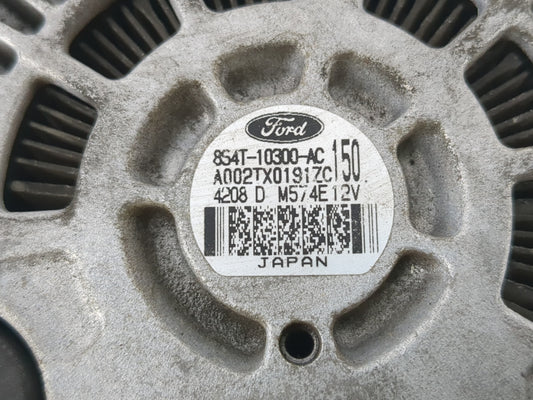 Ford
8S4T-10300-AC 150
A002TX0191ZC
4208 D M574E12V
JAPAN